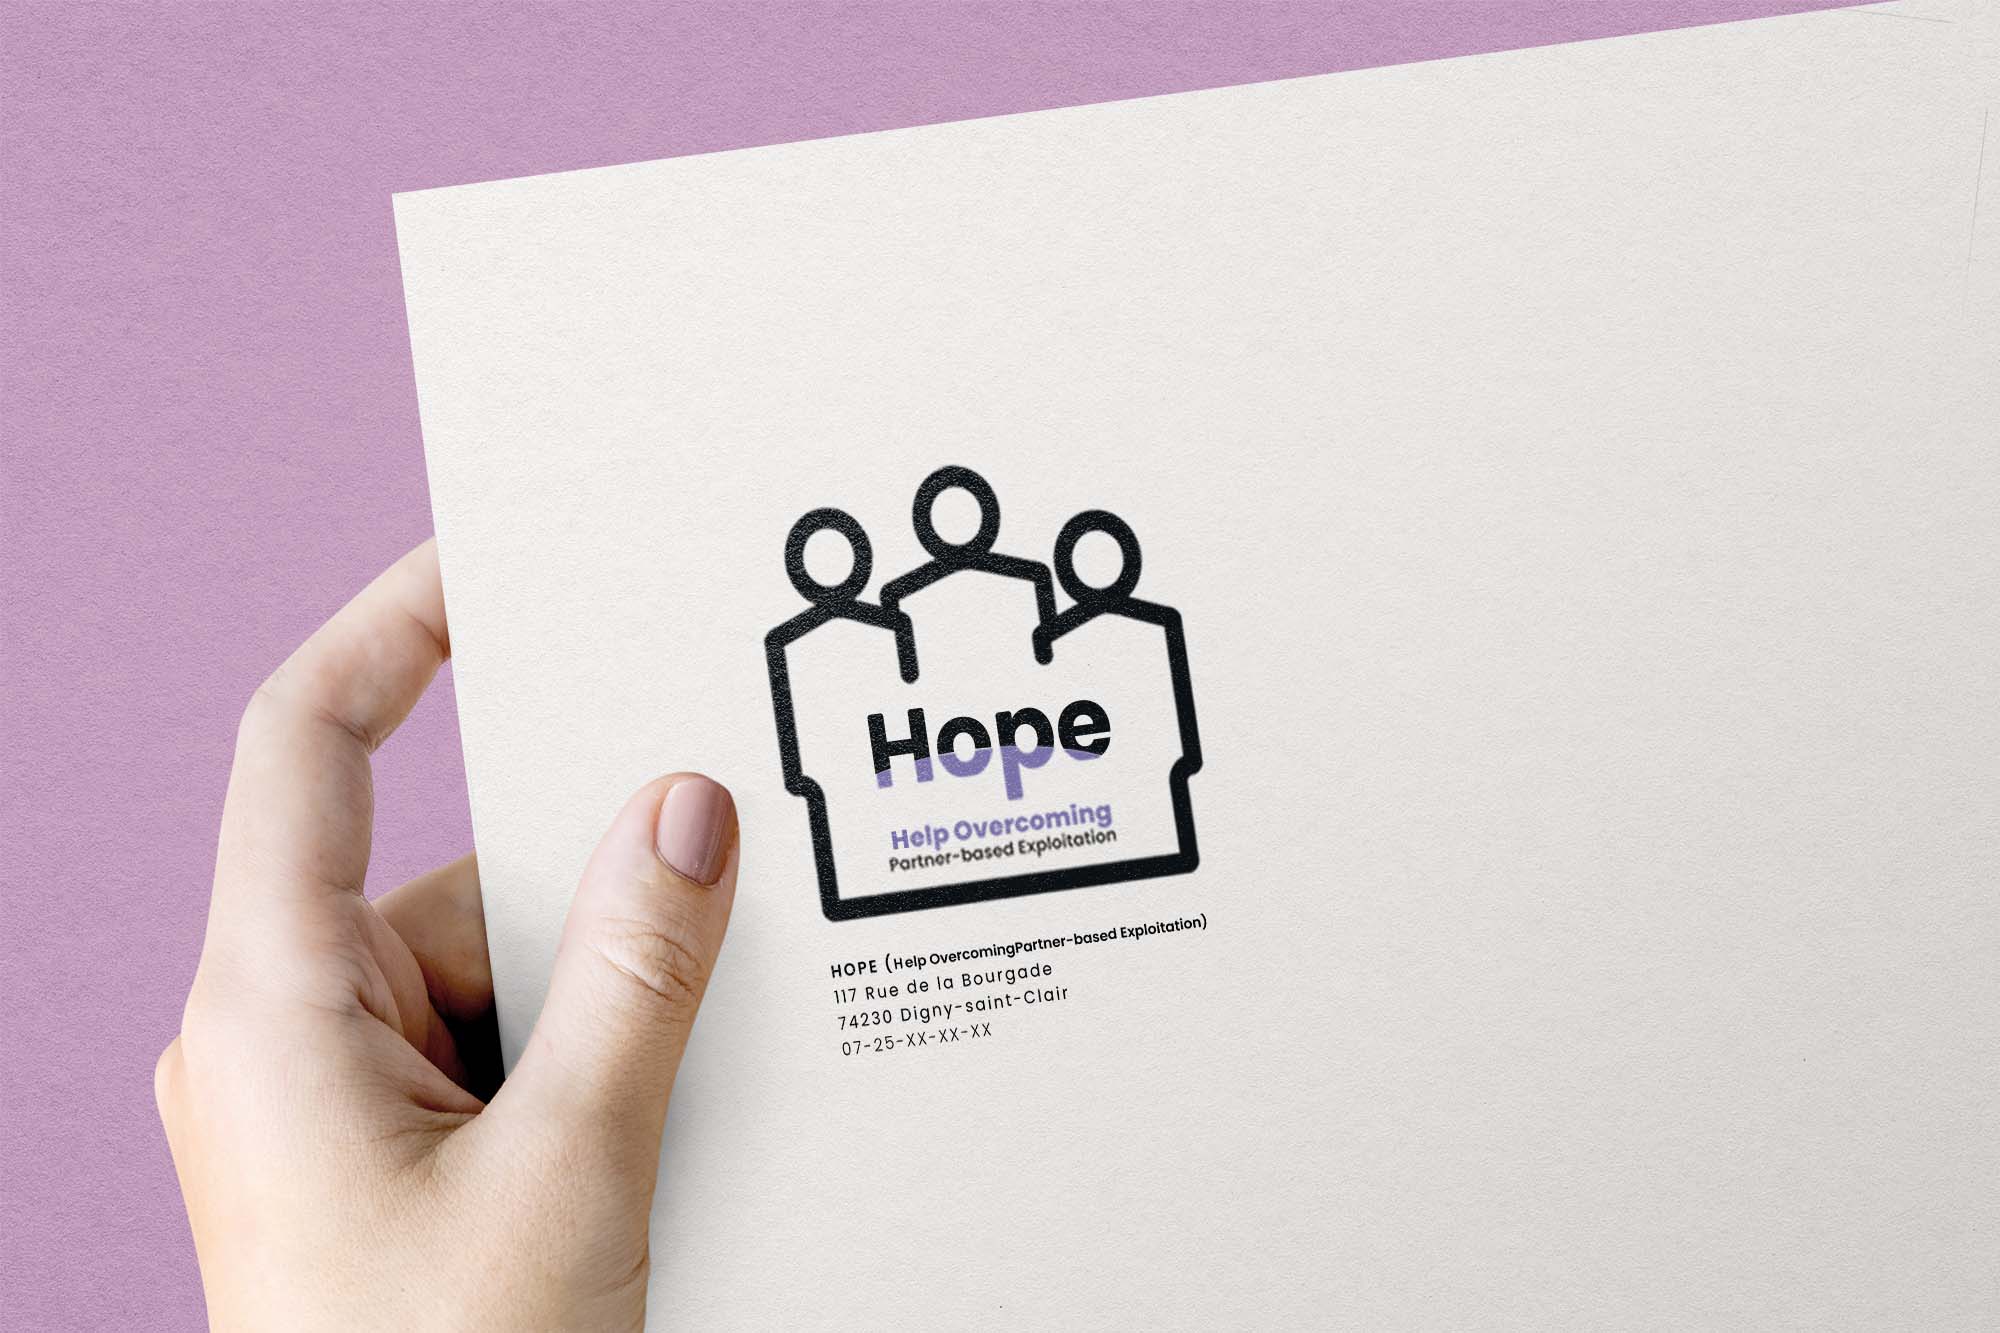 Hope
Help Overcoming
Partner-based Exploitation
HOPE (Help OvercomingPartner-based Exploitation)
117 Rue de la Bourgade
74230 Digny-saint-Clair
07-25-XX-XX-XX